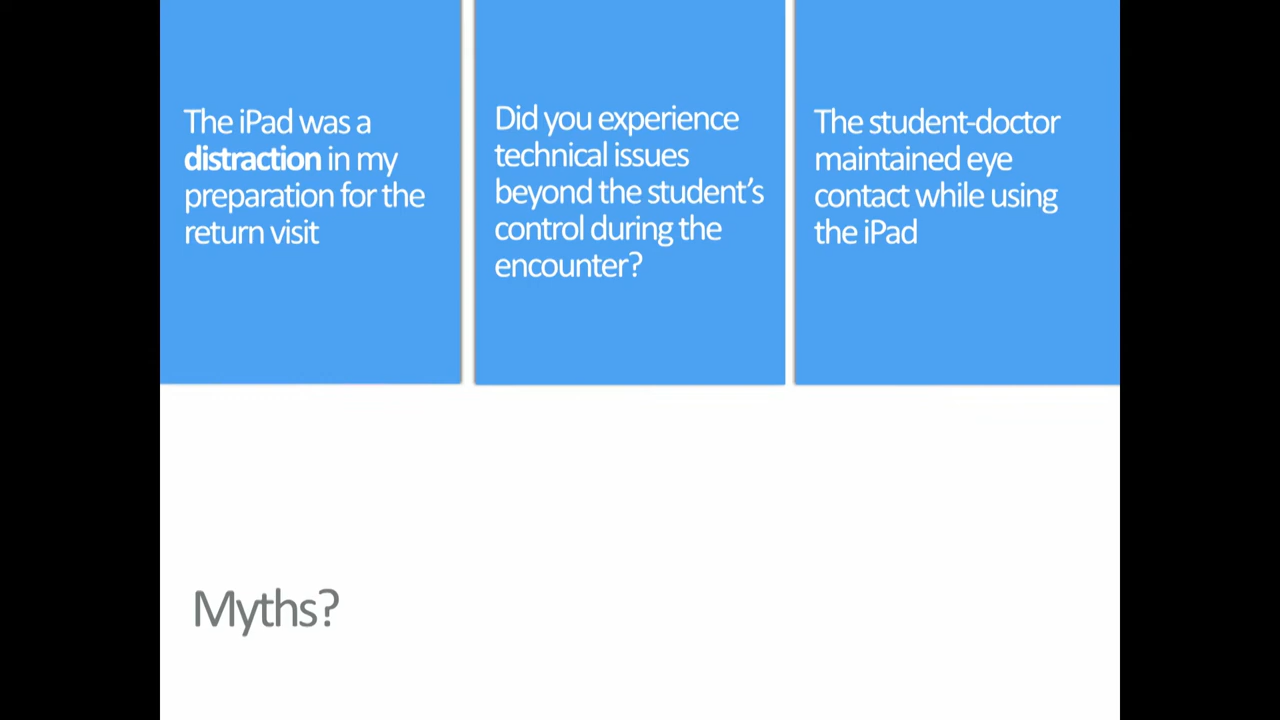 The iPad was a
distraction in my
preparation for the
return visit
Did you experience
technical issues
beyond the student’s
control during the
encounter?
The student-doctor
maintained eye
contact while using
the iPad
Myths?